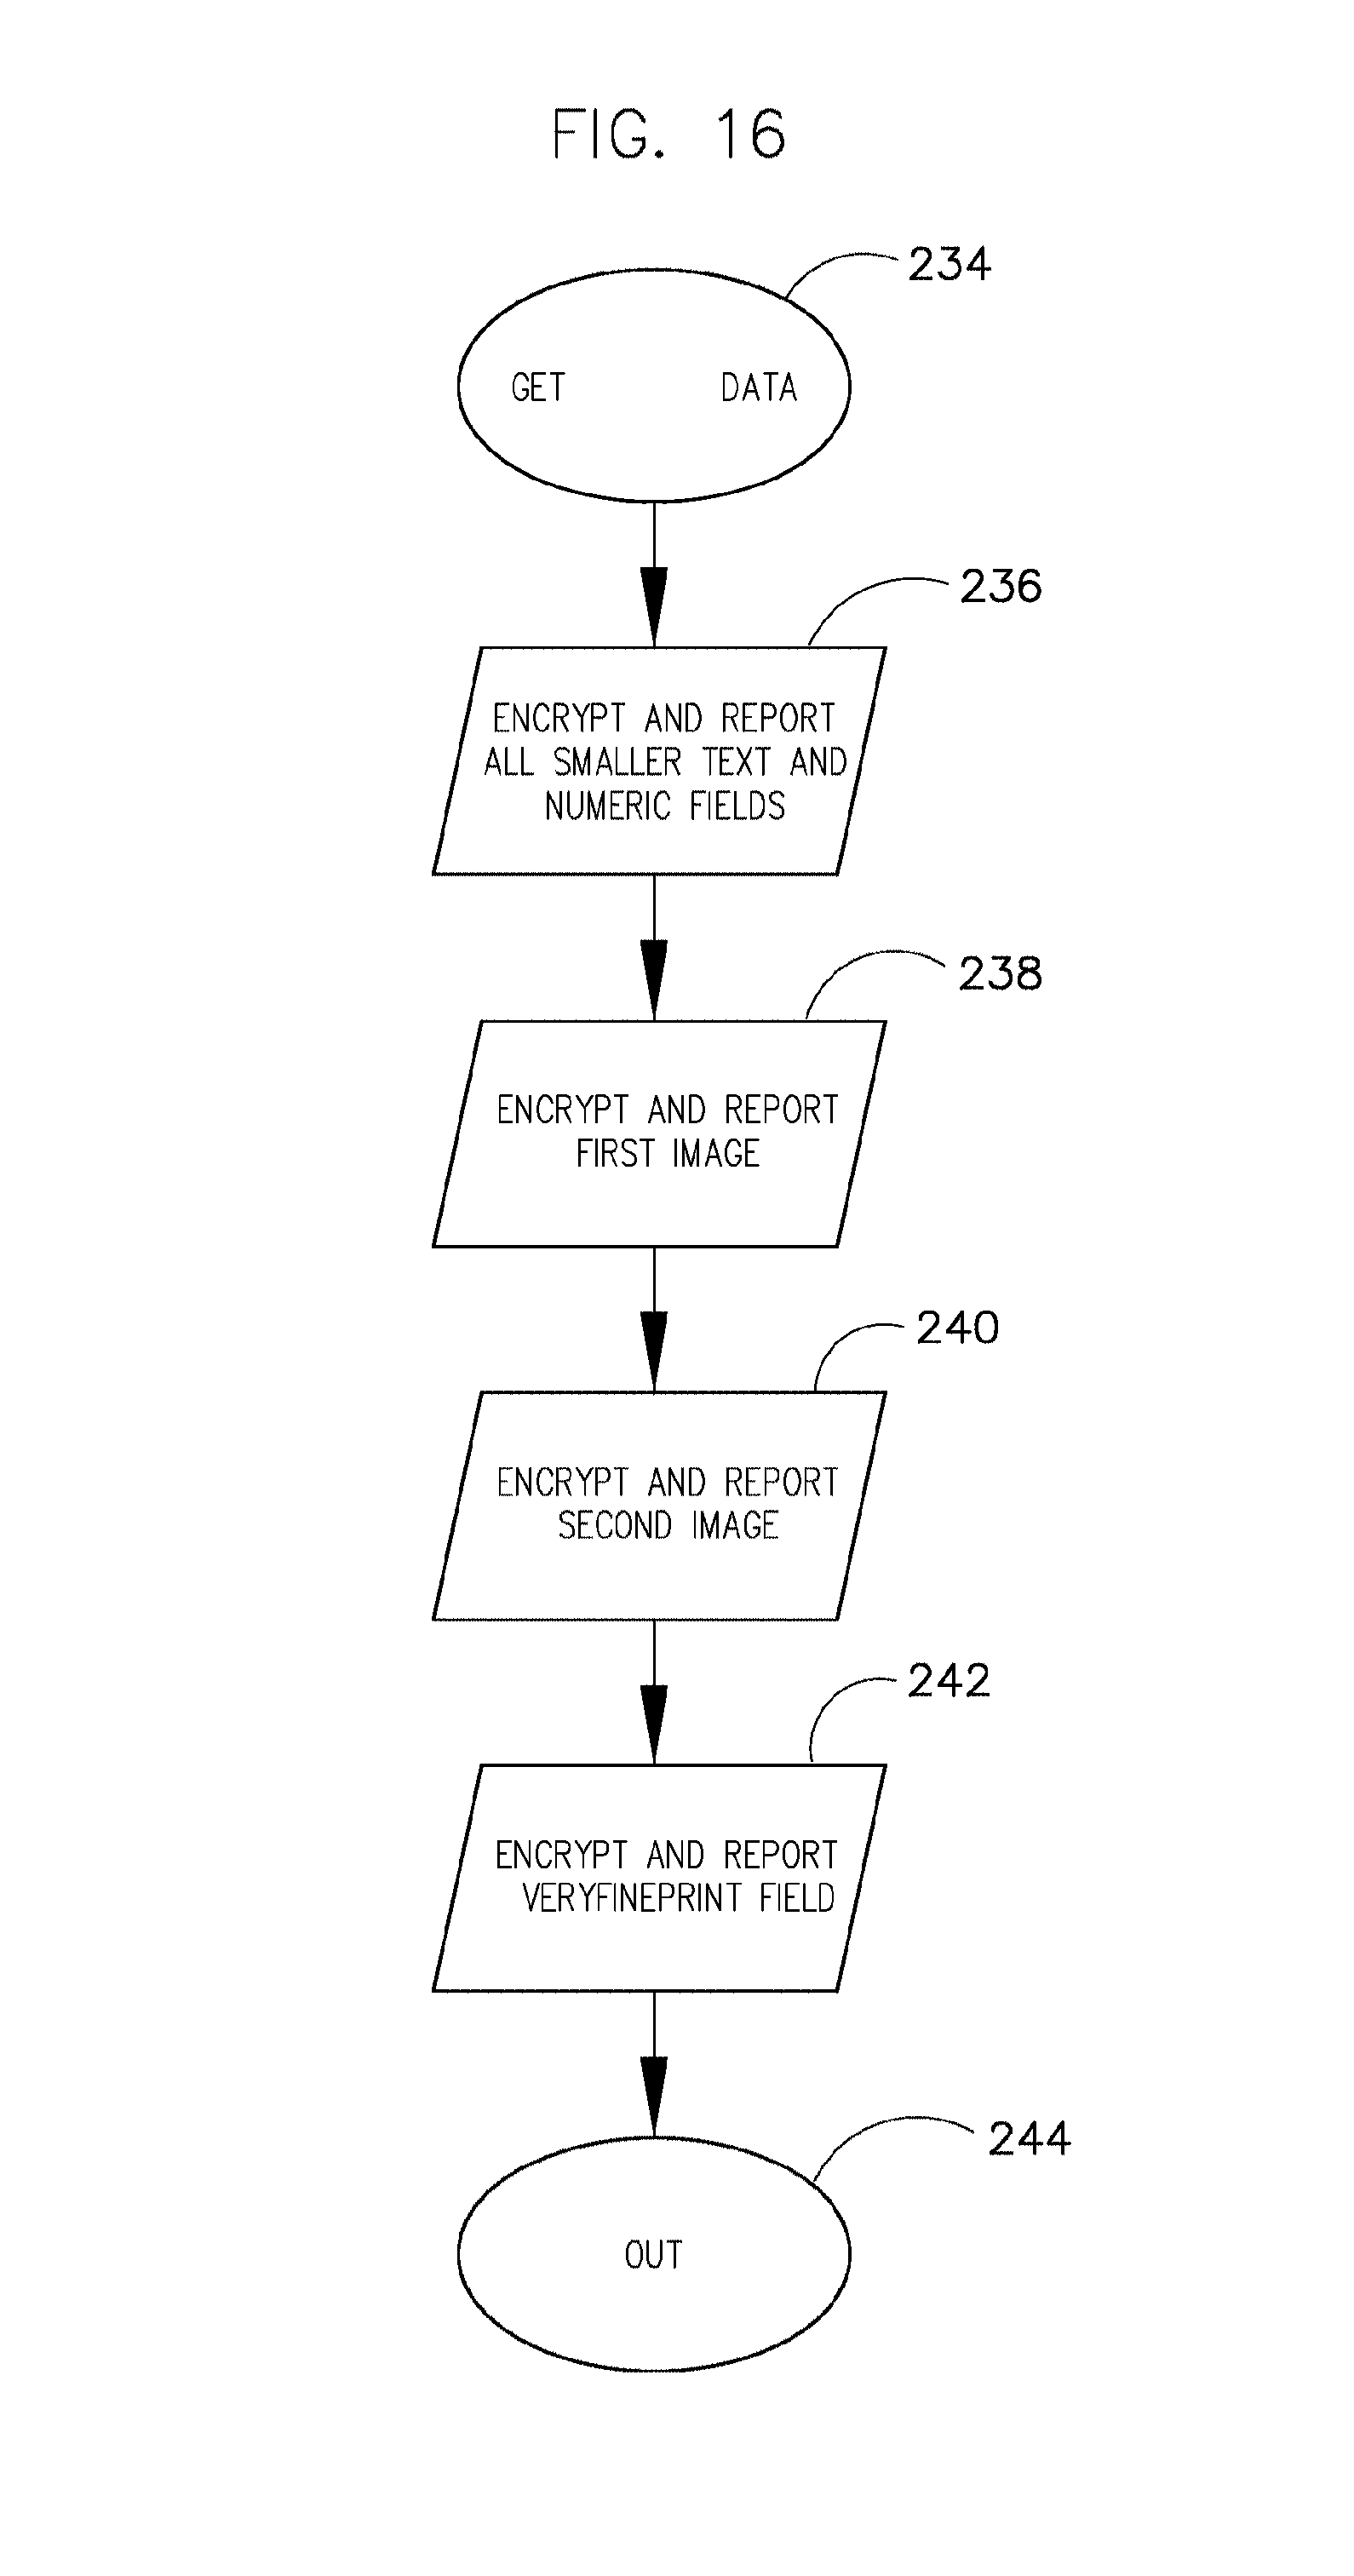 FIG. 16
234
GET DATA
236
ENCRYPT AND REPORT
ALL SMALLER TEXT AND
NUMERIC FIELDS
238
ENCRYPT AND REPORT
FIRST IMAGE
240
ENCRYPT AND REPORT
SECOND IMAGE
242
ENCRYPT AND REPORT
VERYFINEPRINT FIELD
244
OUT